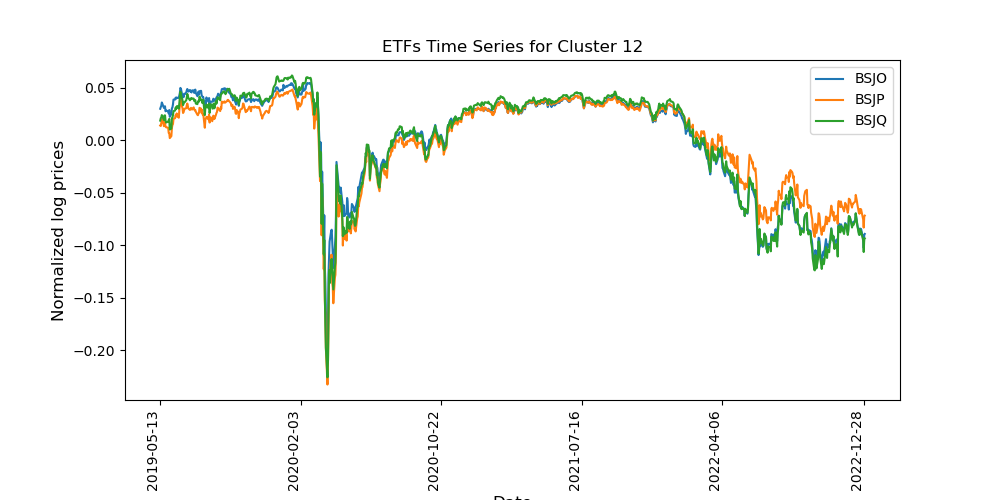 ETFs Time Series for Cluster 12
Normalized log prices
0.05
0.00
−0.05
−0.10
−0.15
−0.20
BSJO
BSJP
BSJQ
2019-05-13
2020-02-03
2020-10-22
2021-07-16
2022-04-06
2022-12-28
Date